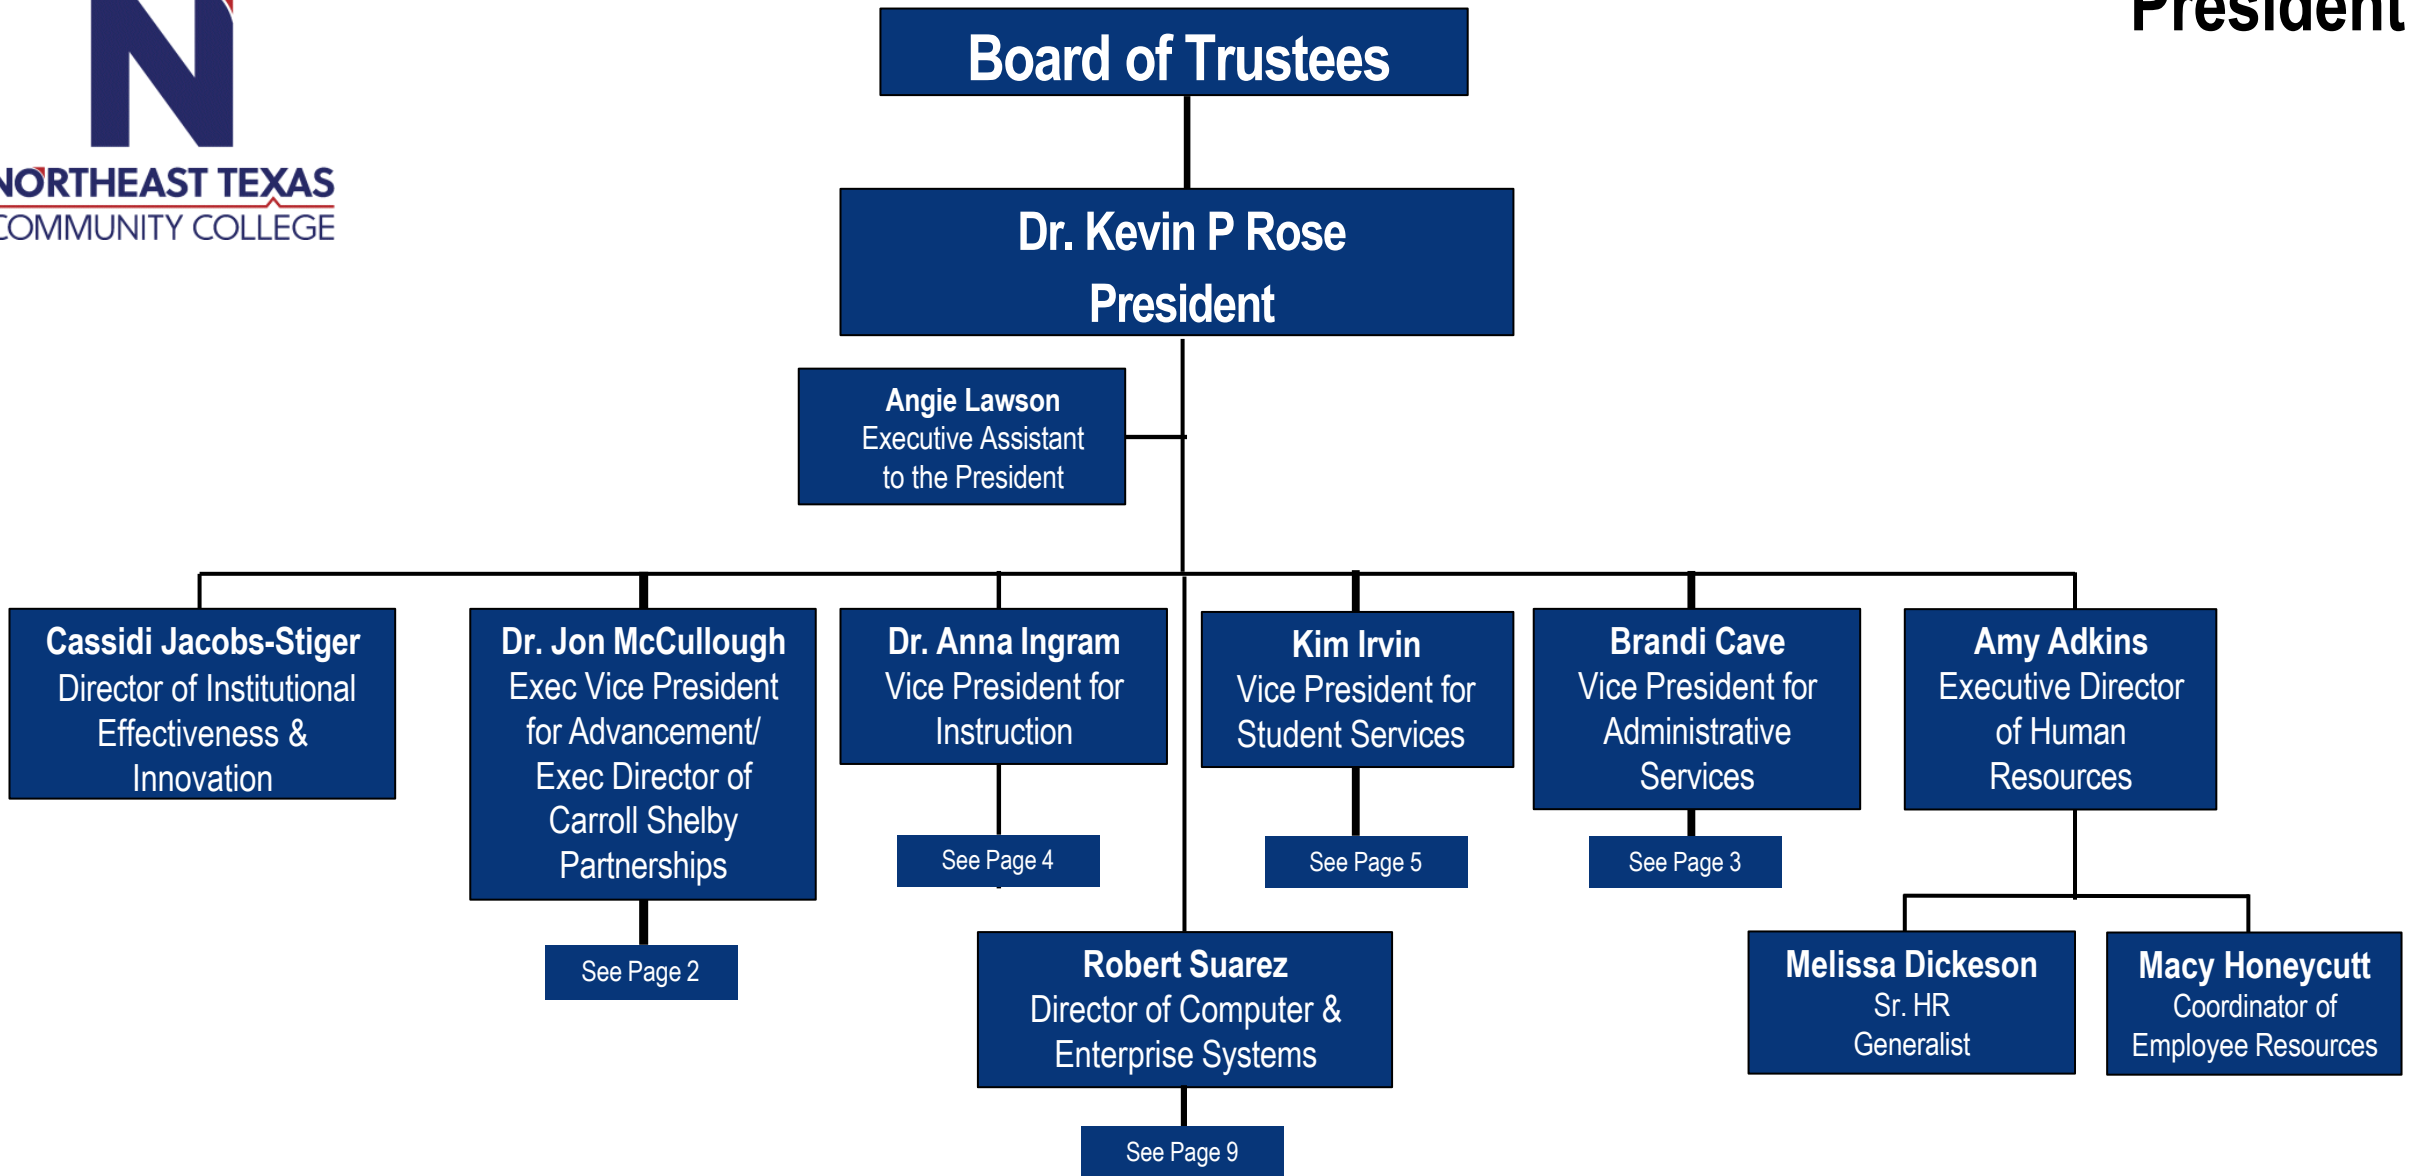 President
NORTHEAST TEXAS
COMMUNITY COLLEGE
Board of Trustees
Dr. Kevin P Rose
President
Angie Lawson
Executive Assistant
to the President
Cassidi Jacobs-Stiger
Director of Institutional
Effectiveness &
Innovation
Dr. Jon McCullough
Exec Vice President
for Advancement/
Exec Director of
Carroll Shelby
Partnerships
See Page 2
Dr. Anna Ingram
Vice President for
Instruction
See Page 4
Robert Suarez
Director of Computer &
Enterprise Systems
See Page 9
Kim Irvin
Vice President for
Student Services
See Page 5
Brandi Cave
Vice President for
Administrative
Services
See Page 3
Amy Adkins
Executive Director
of Human
Resources
Melissa Dickeson
Sr. HR
Generalist
Macy Honeycutt
Coordinator of
Employee Resources